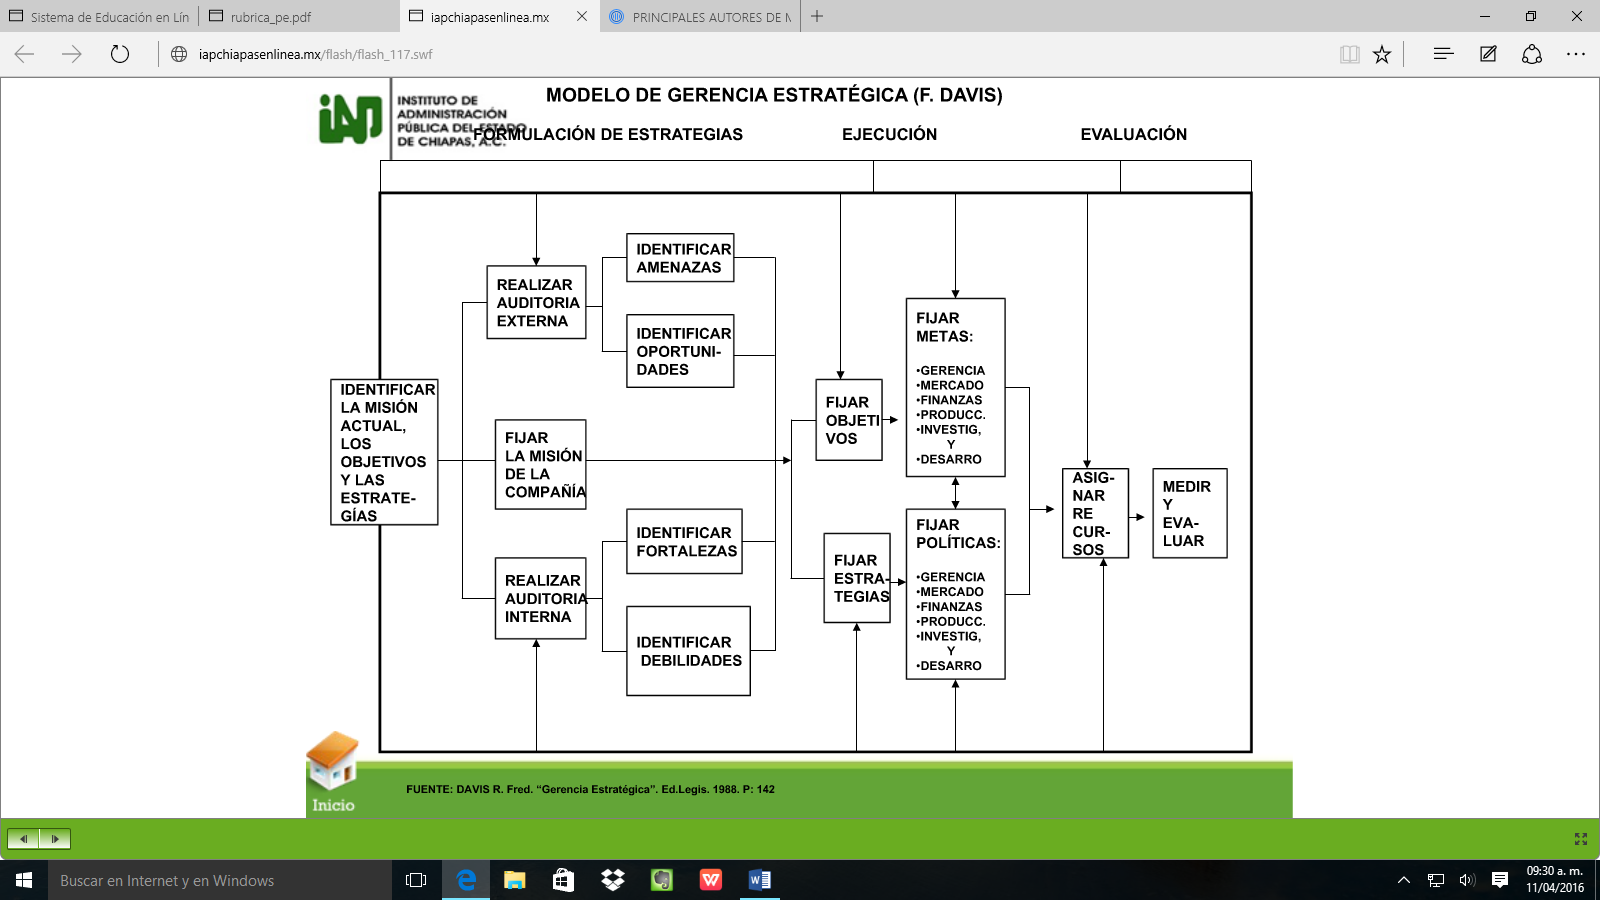 Sistema de Educación en Lín
rubrica_pe.pdf
iapchiapasenlinea.mx
PRINCIPALES AUTORES DE M
iapchiapasenlinea.mx/flash/flash_117.swf
INSTITUTO DE
ADMINISTRACIÓN
PÚBLICA DEL ESTADO
DE CHIAPAS, A.C.
MODELO DE GERENCIA ESTRATÉGICA (F. DAVIS)
FORMULACIÓN DE ESTRATEGIAS
EJECUCIÓN
EVALUACIÓN
IDENTIFICAR
LA MISIÓN
ACTUAL,
LOS
OBJETIVOS
Y LAS
ESTRATE-
GÍAS
REALIZAR
AUDITORIA
EXTERNA
IDENTIFICAR
AMENAZAS
IDENTIFICAR
OPORTUNI-
DADES
FIJAR
LA MISIÓN
DE LA
COMPAÑÍA
REALIZAR
AUDITORIA
INTERNA
IDENTIFICAR
FORTALEZAS
IDENTIFICAR
DEBILIDADES
FIJAR
OBJETI
VOS
FIJAR
ESTRA-
TEGIAS
FIJAR
METAS:
•GERENCIA
•MERCADO
•FINANZAS
•PRODUCC.
•INVESTIG,
Y
•DESARRO
FIJAR
POLÍTICAS:
•GERENCIA
•MERCADO
•FINANZAS
•PRODUCC.
•INVESTIG,
Y
•DESARRO
ASIG-
NAR
RE
CUR-
SOS
MEDIR
Y
EVA-
LUAR
Inicio
FUENTE: DAVIS R. Fred. “Gerencia Estratégica”. Ed.Legis. 1988. P: 142
Buscar en Internet y en Windows
09:30 a. m.
11/04/2016